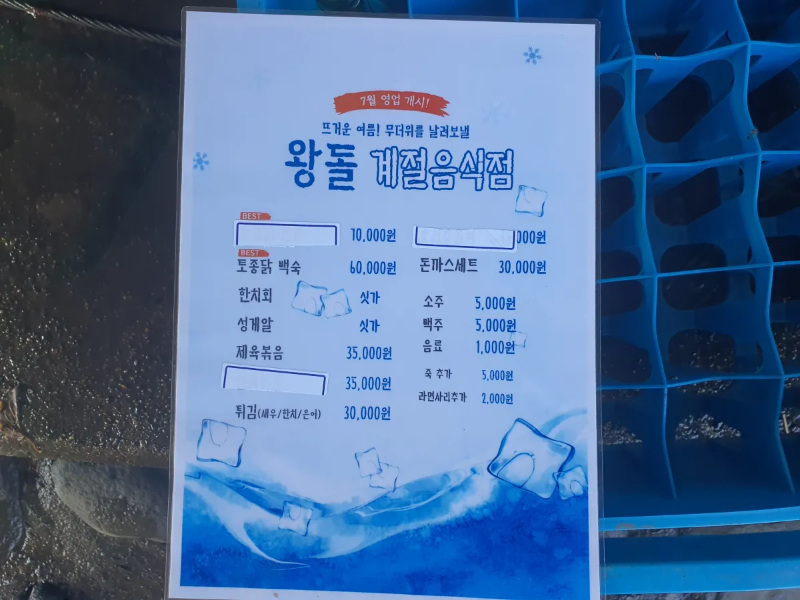 7월 영업 개시!
뜨거운 여름! 무더위를 날려보낼
왕돌 계절음식점
BEST
10,000원
BEST
토종닭 백숙 60,000원
한치회 싯가
성게알 싯가
제육볶음 35,000원
35,000원
튀김(새우/한치/은어) 30,000원
00원
돈까스세트 30,000원
소주 5,000원
맥주 5,000원
음료 1,000원
죽 추가 5,000원
라면사리추가 2,000원